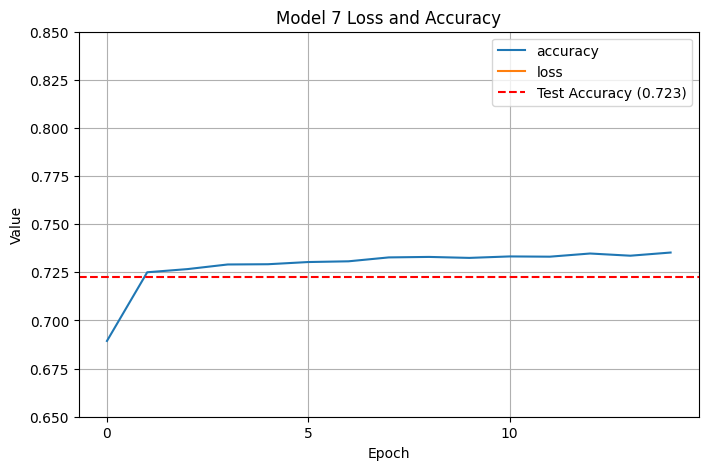 Model 7 Loss and Accuracy
accuracy
loss
Test Accuracy (0.723)
Value
0.850
0.825
0.800
0.775
0.750
0.725
0.700
0.675
0.650
0
5
10
Epoch